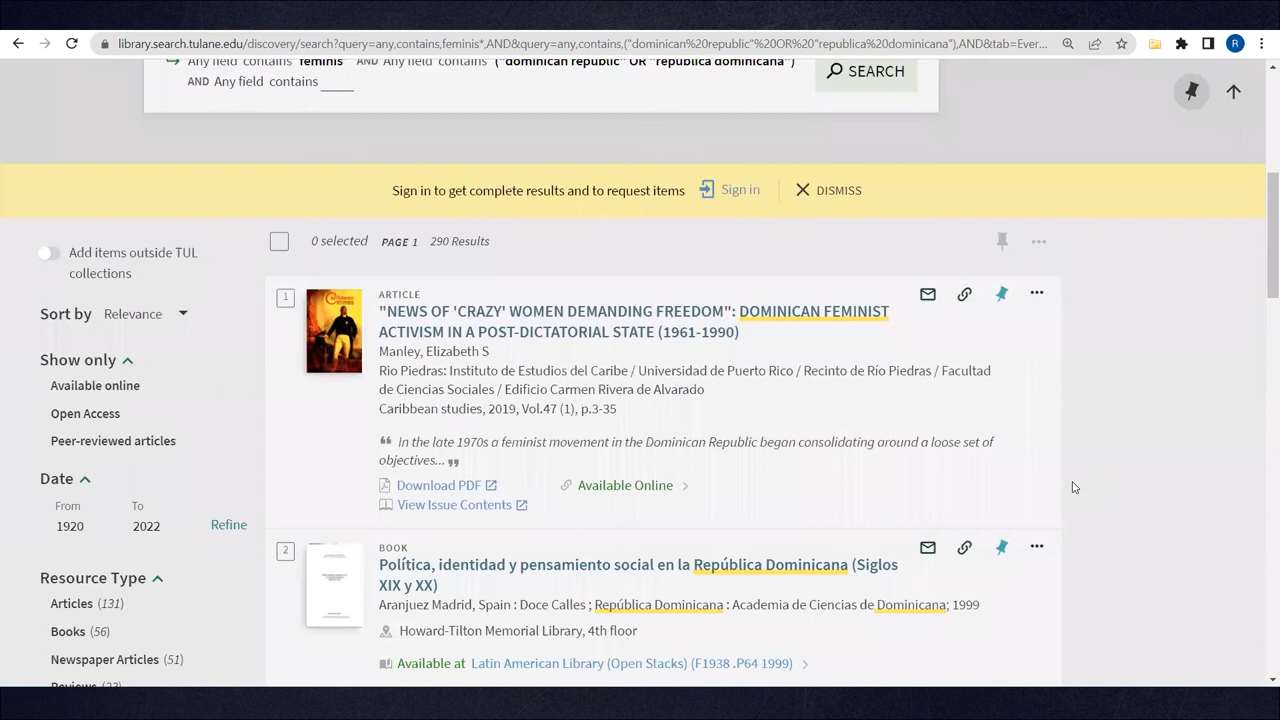 library.search.tulane.edu/discovery/search?query=any,contains,feminis*,AND&query=any,contains,("dominican%20republic"%20OR%20"republica%20dominicana"),AND&tab=Ever...
R
Any field contains feminis* AND Any field contains ("dominican republic" OR "republica dominicana")
AND Any field contains
SEARCH
Sign in to get complete results and to request items Sign in DISMISS
Add items outside TUL
collections
Sort by Relevance
Show only
Available online
Open Access
Peer-reviewed articles
Date
From To
1920 2022 Refine
Resource Type
Articles (131)
Books (56)
Newspaper Articles (51)
Reviews (23)
0 selected PAGE 1 290 Results
1
ARTICLE
"NEWS OF 'CRAZY' WOMEN DEMANDING FREEDOM": DOMINICAN FEMINIST
ACTIVISM IN A POST-DICTATORIAL STATE (1961-1990)
Manley, Elizabeth S
Rio Piedras: Instituto de Estudios del Caribe / Universidad de Puerto Rico / Recinto de Río Piedras / Facultad
de Ciencias Sociales / Edificio Carmen Rivera de Alvarado
Caribbean studies, 2019, Vol.47 (1), p.3-35
“ In the late 1970s a feminist movement in the Dominican Republic began consolidating around a loose set of
objectives... ”
Download PDF Available Online
View Issue Contents
2
BOOK
Política, identidad y pensamiento social en la República Dominicana (Siglos
XIX y XX)
Aranjuez Madrid, Spain : Doce Calles ; República Dominicana : Academia de Ciencias de Dominicana; 1999
Howard-Tilton Memorial Library, 4th floor
Available at Latin American Library (Open Stacks) (F1938 .P64 1999)